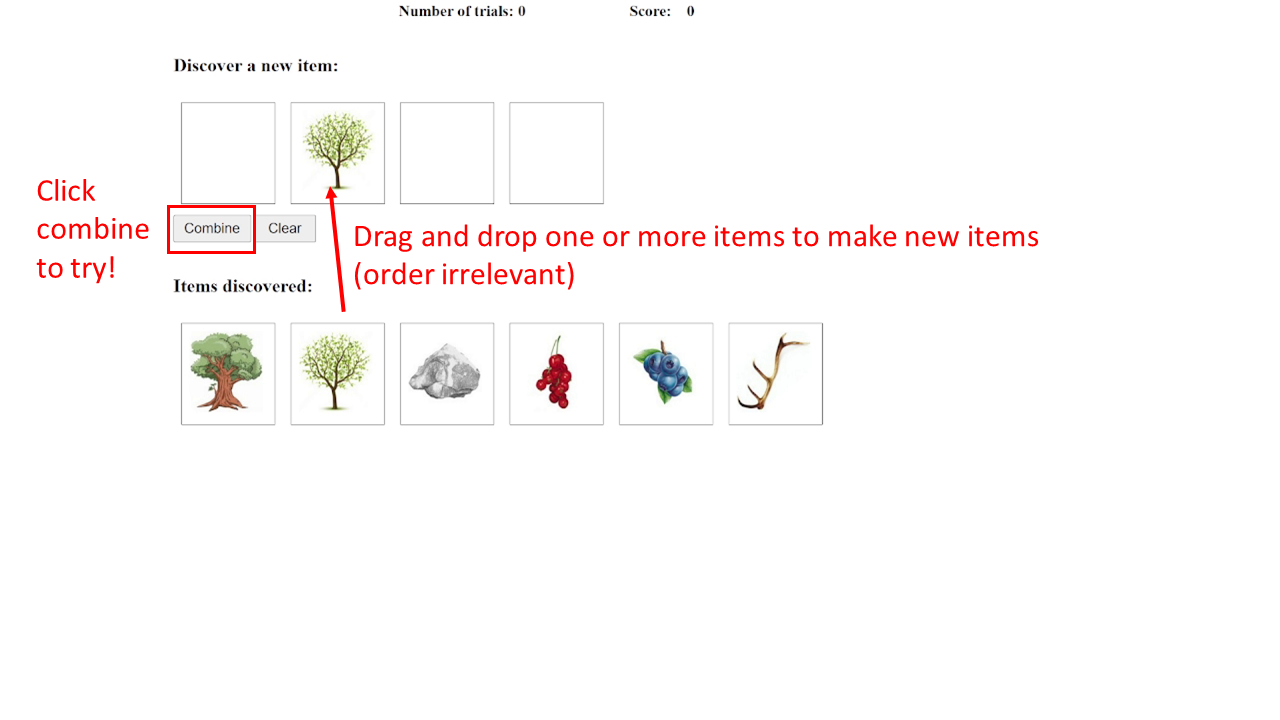 Number of trials: 0 Score: 0
Discover a new item:
Click
combine
to try!
Combine Clear
Drag and drop one or more items to make new items
(order irrelevant)
Items discovered: